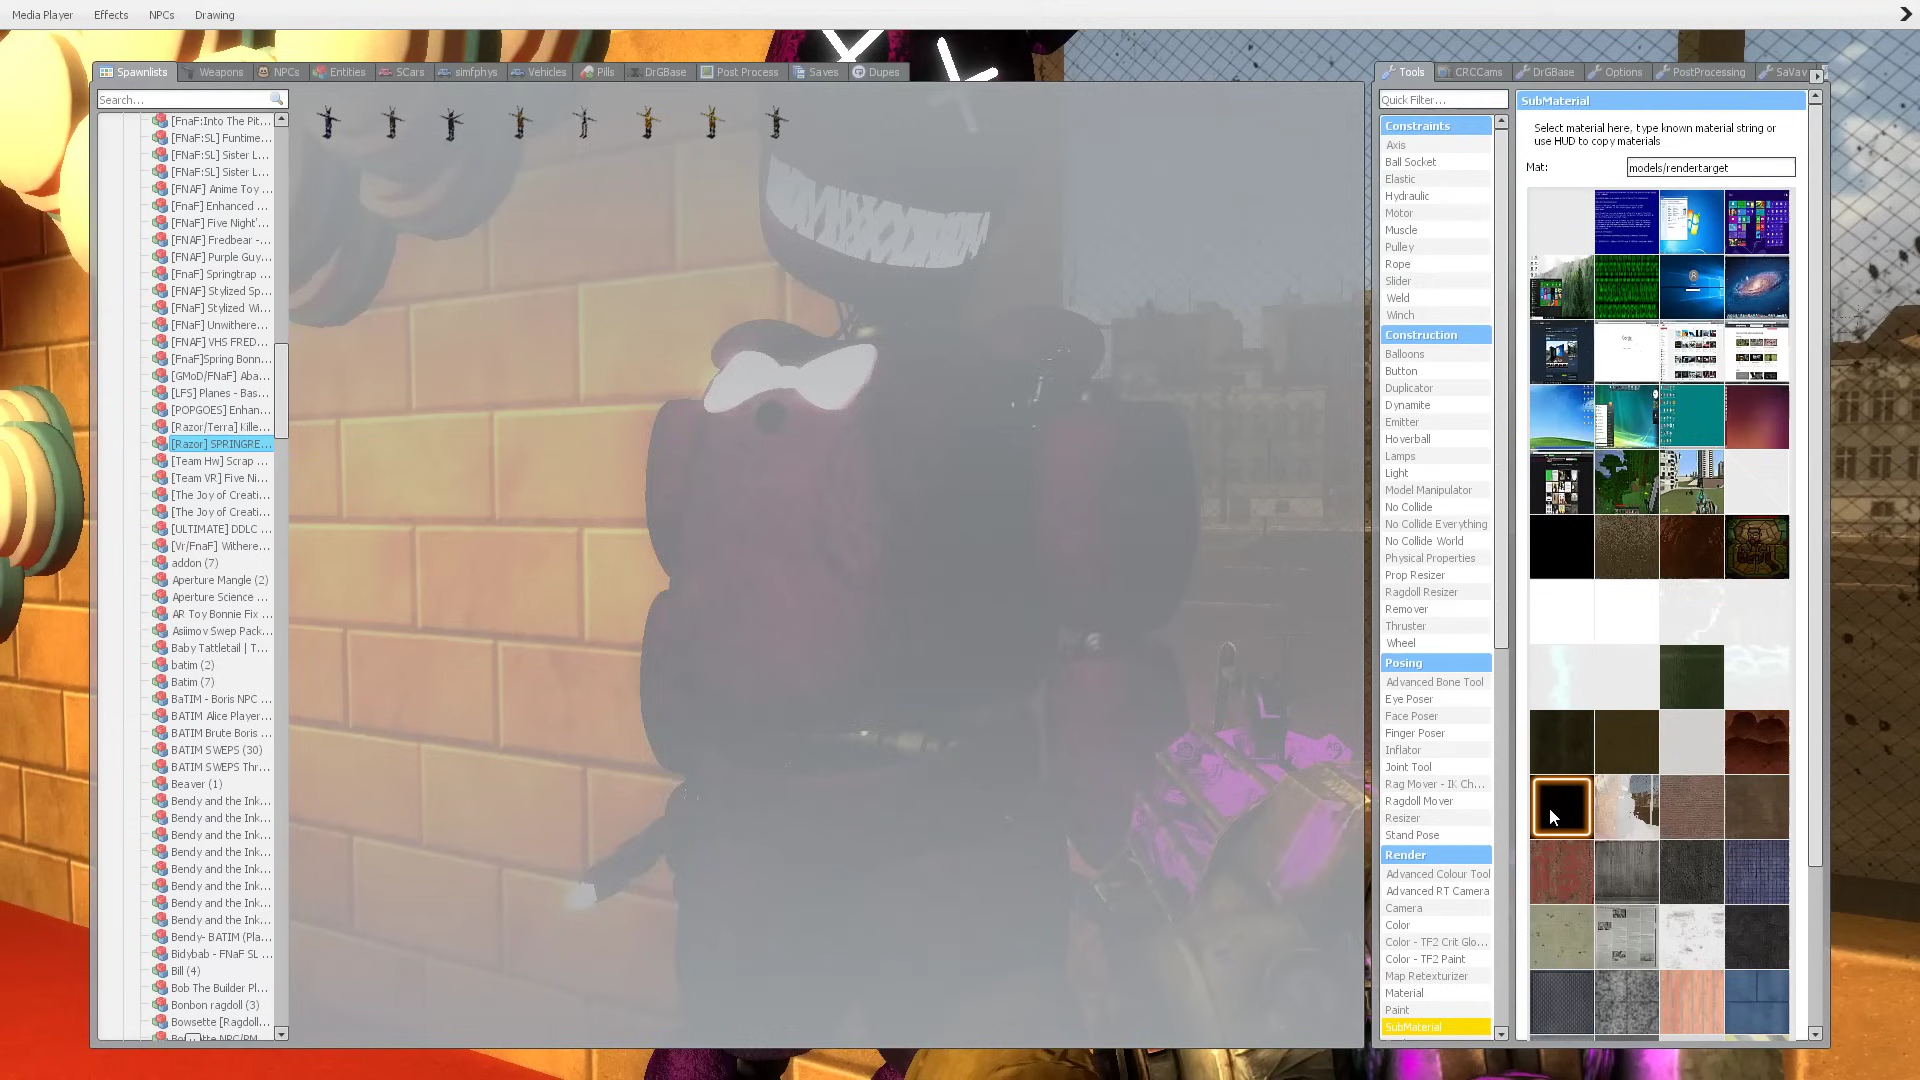 Media Player Effects NPCs Drawing
Spawnlists Weapons NPCs Entities SCars simfphys Vehicles Pills DrGBase Post Process Saves Dupes
Search...
[FnaF:Into The Pit...
[FNaF:SL] Funtime...
[FNaF:SL] Sister L...
[FNaF:SL] Sister L...
[FNAF] Anime Toy ...
[FnaF] Enhanced ...
[FnaF] Five Night'...
[FNAF] Fredbear -...
[FNAF] Purple Guy...
[FnaF] Springtrap ...
[FNAF] Stylized Sp...
[FNaF] Stylized Wi...
[FNaF] Unwithere...
[FNAF] VHS FRED...
[FnaF]Spring Bonn...
[GMoD/FNaF] Aba...
[LFS] Planes - Bas...
[POPGOES] Enhan...
[Razor/Terra] Kille...
[Razor] SPRINGRE...
[Team Hw] Scrap ...
[Team VR] Five Ni...
[The Joy of Creati...
[The Joy of Creati...
[ULTIMATE] DDLC ...
[Vr/FnaF] Withere...
addon (7)
Aperture Mangle (2)
Aperture Science ...
AR Toy Bonnie Fix ...
Asiimov Swep Pack...
Baby Tattletail | T...
batim (2)
Batim (7)
BaTIM - Boris NPC ...
BATIM Alice Player...
BATIM Brute Boris ...
BATIM SWEPS (30)
BATIM SWEPS Thr...
Beaver (1)
Bendy and the Ink...
Bendy and the Ink...
Bendy and the Ink...
Bendy and the Ink...
Bendy and the Ink...
Bendy and the Ink...
Bendy and the Ink...
Bendy and the Ink...
Bendy- BATIM (Pla...
Bidybab - FNaF SL ...
Bill (4)
Bob The Builder Pl...
Bonbon ragdoll (3)
Bowsette [Ragdoll...
Tools CRCCams DrGBase Options PostProcessing SaVav
Quick Filter...
Constraints
Axis
Ball Socket
Elastic
Hydraulic
Motor
Muscle
Pulley
Rope
Slider
Weld
Winch
Construction
Balloons
Button
Duplicator
Dynamite
Emitter
Hoverball
Lamps
Light
Model Manipulator
No Collide
No Collide Everything
No Collide World
Physical Properties
Prop Resizer
Ragdoll Resizer
Remover
Thruster
Wheel
Posing
Advanced Bone Tool
Eye Poser
Face Poser
Finger Poser
Inflator
Joint Tool
Rag Mover - IK Ch...
Ragdoll Mover
Resizer
Stand Pose
Render
Advanced Colour Tool
Advanced RT Camera
Camera
Color
Color - TF2 Crit Glo...
Color - TF2 Paint
Map Retexturizer
Material
Paint
SubMaterial
SubMaterial
Select material here, type known material string or
use HUD to copy materials
Mat: models/rendertarget